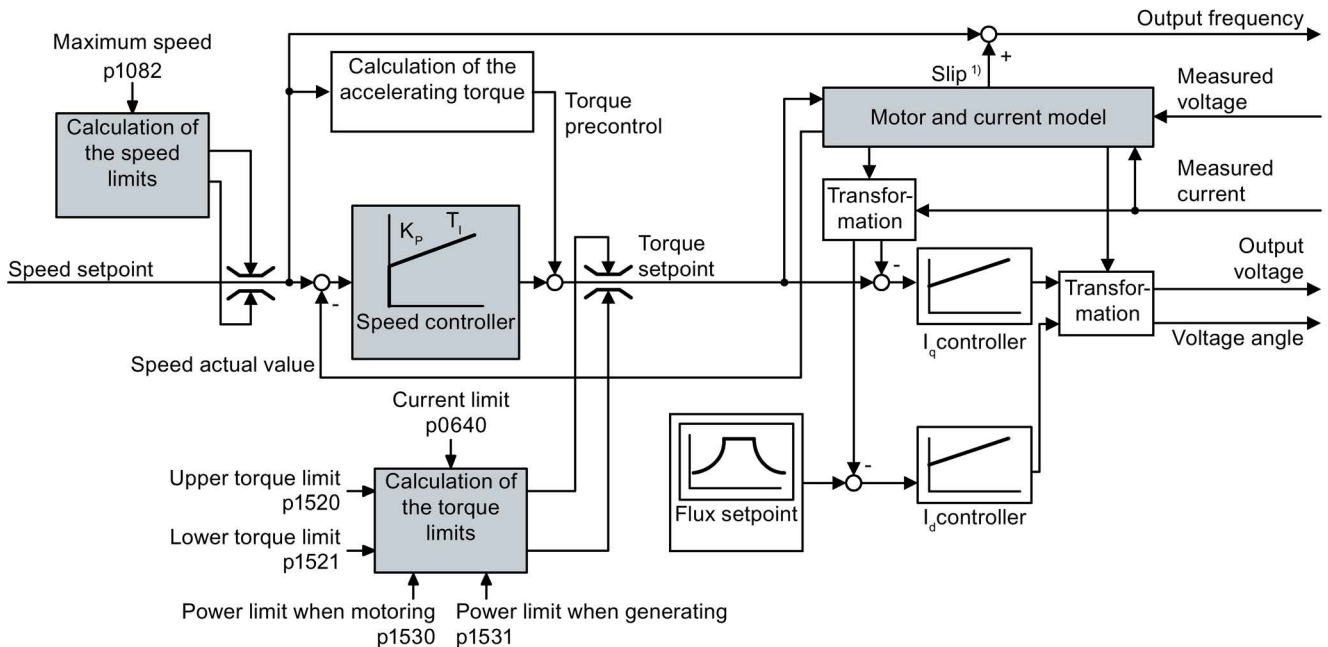 Output frequency
Maximum speed
p1082
Calculation of the
accelerating torque
Slip 1)
+
Measured
voltage
Torque
precontrol
Motor and current model
Calculation of
the speed
limits
Measured
current
Transfor-
mation
KP TI
Torque
setpoint
Speed setpoint
-
-
Output
voltage
Transfor-
mation
Speed controller
Iq controller
Voltage angle
Speed actual value
Current limit
p0640
Upper torque limit
p1520
Calculation of
the torque
limits
-
Flux setpoint
Id controller
Lower torque limit
p1521
Power limit when motoring
p1530
Power limit when generating
p1531